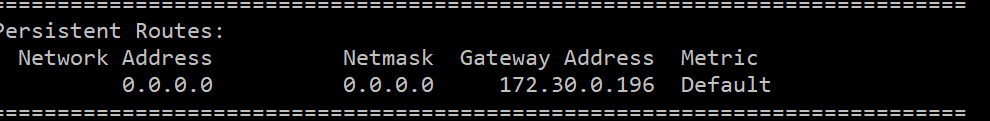 ===========================================================================
Persistent Routes:
  Network Address          Netmask  Gateway Address  Metric
          0.0.0.0          0.0.0.0     172.30.0.196  Default
===========================================================================